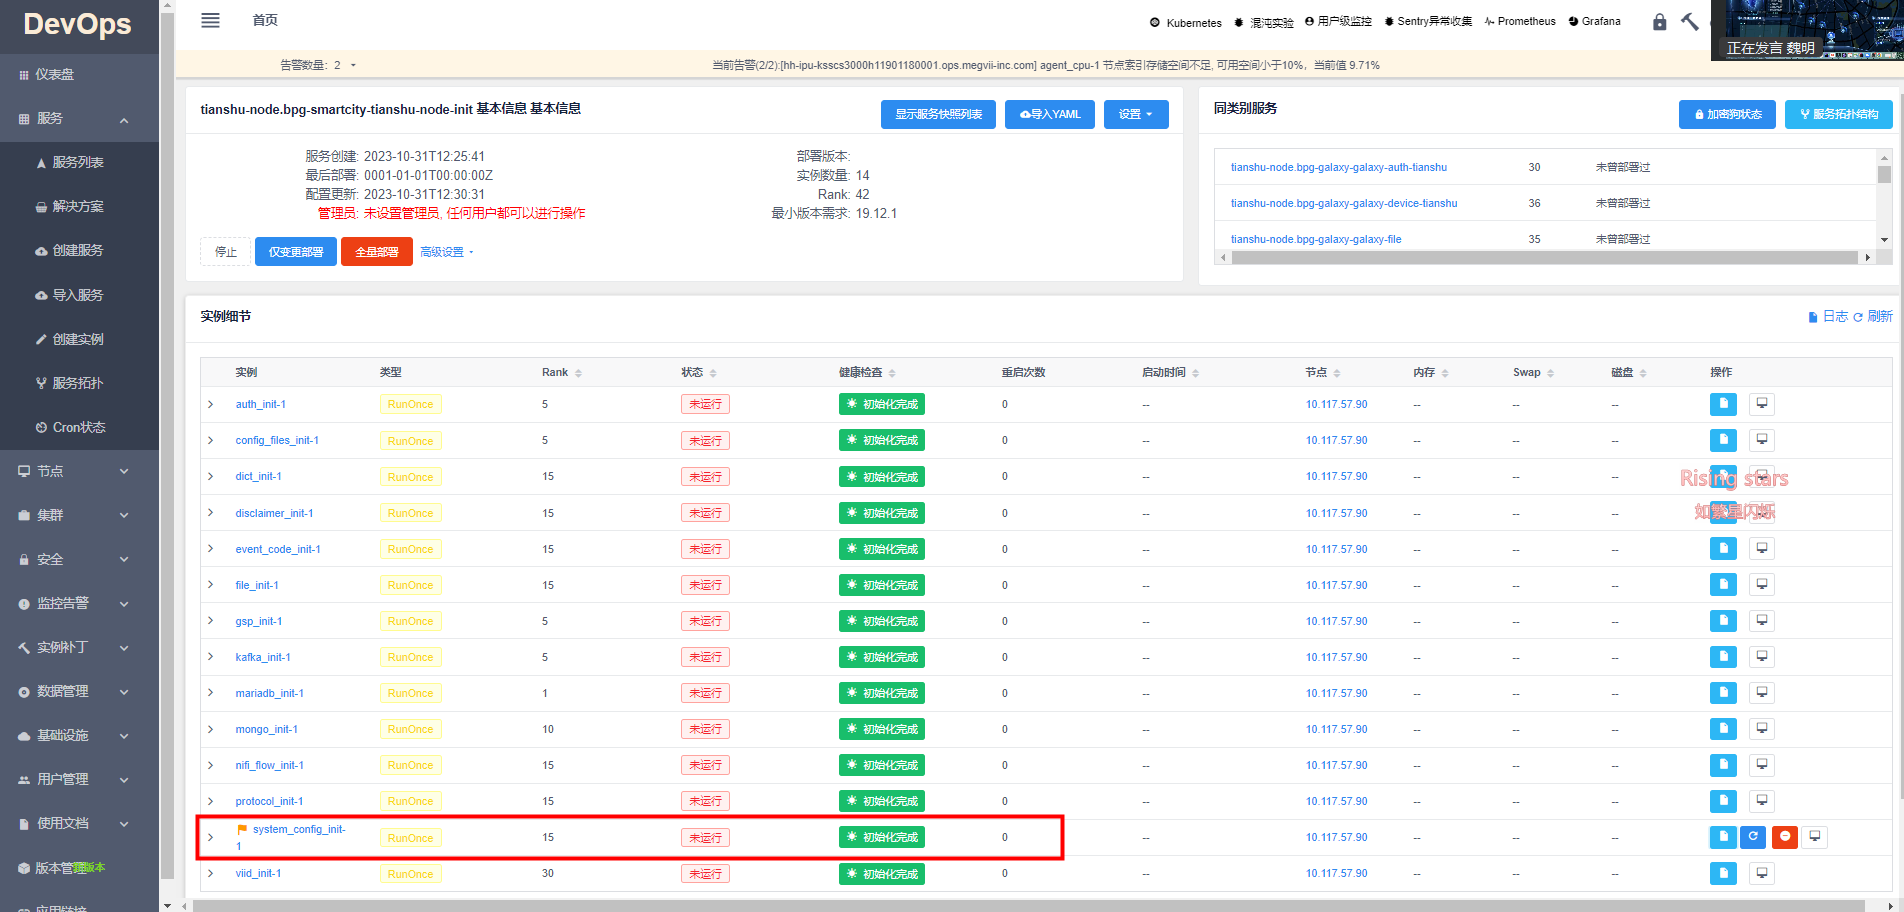 DevOps
首页
Kubernetes 混沌实验 用户级监控 Sentry异常收集 Prometheus Grafana
正在发言 魏明
告警数量: 2
当前告警(2/2):[hh-ipu-ksscs3000h11901180001.ops.megvii-inc.com] agent_cpu-1 节点索引存储空间不足, 可用空间小于10%，当前值 9.71%
仪表盘
服务
服务列表
解决方案
创建服务
导入服务
创建实例
服务拓扑
Cron状态
节点
集群
安全
监控告警
实例补丁
数据管理
基础设施
用户管理
使用文档
版本管理
tianshu-node.bpg-smartcity-tianshu-node-init 基本信息 基本信息
显示服务快照列表 导入YAML 设置
服务创建: 2023-10-31T12:25:41
最后部署: 0001-01-01T00:00:00Z
配置更新: 2023-10-31T12:30:31
管理员: 未设置管理员, 任何用户都可以进行操作
部署版本:
实例数量: 14
Rank: 42
最小版本需求: 19.12.1
停止 仅变更部署 全量部署 高级设置
同类别服务
加密狗状态 服务拓扑结构
tianshu-node.bpg-galaxy-galaxy-auth-tianshu 30 未曾部署过
tianshu-node.bpg-galaxy-galaxy-device-tianshu 36 未曾部署过
tianshu-node.bpg-galaxy-galaxy-file 35 未曾部署过
实例细节
日志 刷新
实例 类型 Rank 状态 健康检查 重启次数 启动时间 节点 内存 Swap 磁盘 操作
auth_init-1 RunOnce 5 未运行 初始化完成 0 -- 10.117.57.90 -- -- --
config_files_init-1 RunOnce 5 未运行 初始化完成 0 -- 10.117.57.90 -- -- --
dict_init-1 RunOnce 15 未运行 初始化完成 0 -- 10.117.57.90 -- -- --
Rising stars
disclaimer_init-1 RunOnce 15 未运行 初始化完成 0 -- 10.117.57.90 -- -- --
如繁星闪烁
event_code_init-1 RunOnce 15 未运行 初始化完成 0 -- 10.117.57.90 -- -- --
file_init-1 RunOnce 15 未运行 初始化完成 0 -- 10.117.57.90 -- -- --
gsp_init-1 RunOnce 5 未运行 初始化完成 0 -- 10.117.57.90 -- -- --
kafka_init-1 RunOnce 5 未运行 初始化完成 0 -- 10.117.57.90 -- -- --
mariadb_init-1 RunOnce 1 未运行 初始化完成 0 -- 10.117.57.90 -- -- --
mongo_init-1 RunOnce 10 未运行 初始化完成 0 -- 10.117.57.90 -- -- --
nifi_flow_init-1 RunOnce 15 未运行 初始化完成 0 -- 10.117.57.90 -- -- --
protocol_init-1 RunOnce 15 未运行 初始化完成 0 -- 10.117.57.90 -- -- --
system_config_init-1 RunOnce 15 未运行 初始化完成 0 -- 10.117.57.90 -- -- --
viid_init-1 RunOnce 30 未运行 初始化完成 0 -- 10.117.57.90 -- -- --